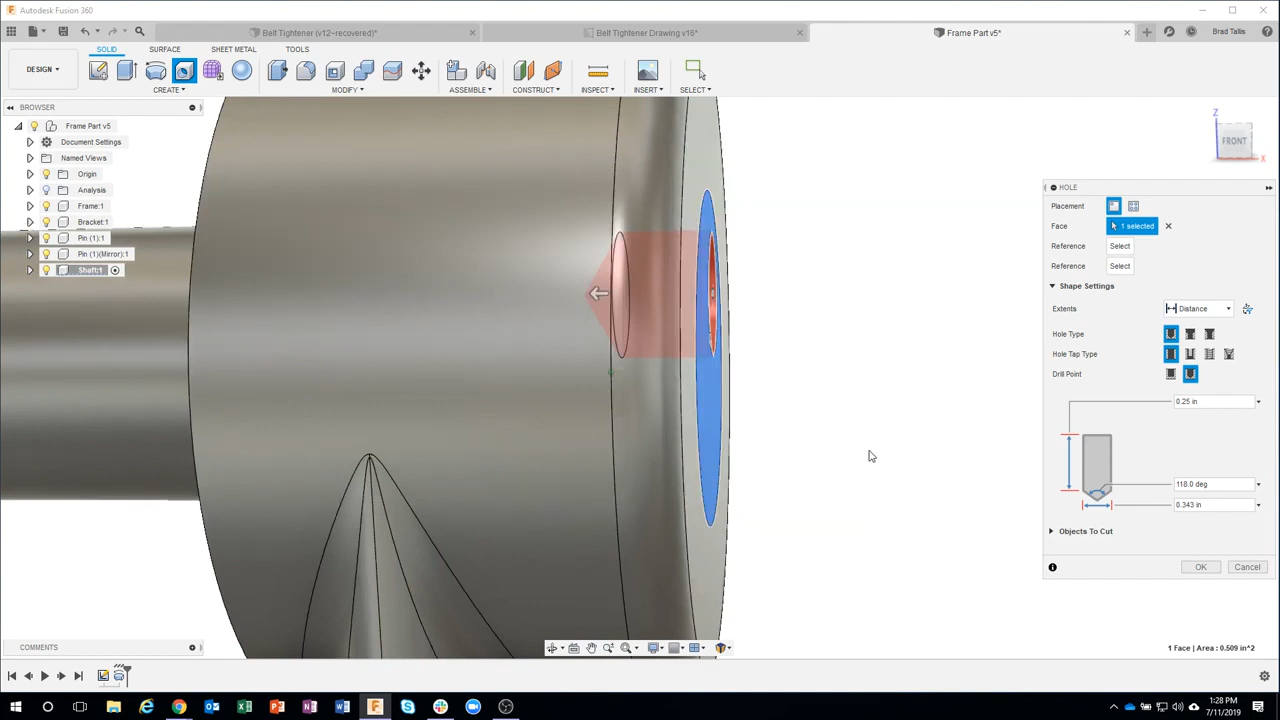 Autodesk Fusion 360
Belt Tightener (v12~recovered)*
Belt Tightener Drawing v16*
Frame Part v5*
Brad Tallis
DESIGN
SOLID
SURFACE
SHEET METAL
TOOLS
CREATE
MODIFY
ASSEMBLE
CONSTRUCT
INSPECT
INSERT
SELECT
BROWSER
Frame Part v5
Document Settings
Named Views
Origin
Analysis
Frame:1
Bracket:1
Pin (1):1
Pin (1)(Mirror):1
Shaft:1
FRONT
Z
X
HOLE
Placement
Face
1 selected
Reference
Select
Reference
Select
Shape Settings
Extents
Distance
Hole Type
Hole Tap Type
Drill Point
0.25 in
118.0 deg
0.343 in
Objects To Cut
OK
Cancel
COMMENTS
1 Face | Area : 0.509 in^2
1:28 PM
7/11/2019